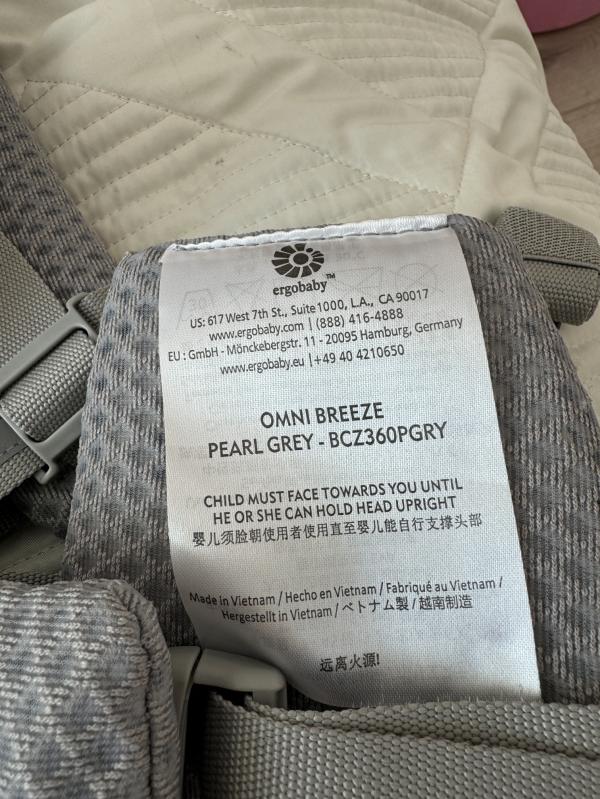 ergobaby™
US: 617 West 7th St., Suite 1000, L.A., CA 90017
www.ergobaby.com | (888) 416-4888
EU : GmbH - Mönckebergstr. 11 - 20095 Hamburg, Germany
www.ergobaby.eu | +49 40 4210650
OMNI BREEZE
PEARL GREY - BCZ360PGRY
CHILD MUST FACE TOWARDS YOU UNTIL
HE OR SHE CAN HOLD HEAD UPRIGHT
婴儿须脸朝使用者使用直至婴儿能自行支撑头部
Made in Vietnam / Hecho en Vietnam / Fabriqué au Vietnam /
Hergestellt in Vietnam / ベトナム製 / 越南制造
远离火源!